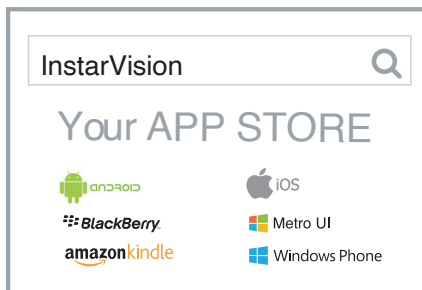 InstarVision
Your APP STORE
android
iOS
BlackBerry.
Metro UI
amazonkindle
Windows Phone